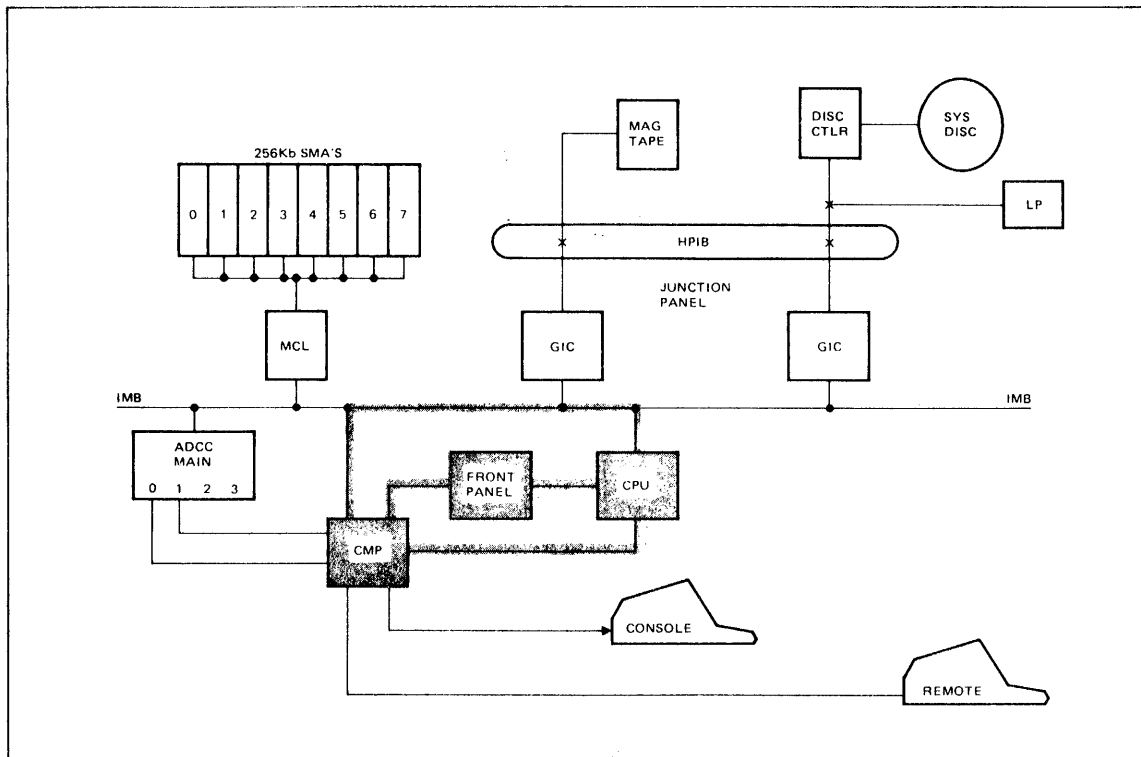 MAG
TAPE
DISC
CTLR
SYS
DISC
256Kb SMA'S
0 1 2 3 4 5 6 7
LP
HPIB
JUNCTION
PANEL
MCL
GIC
GIC
IMB
IMB
ADCC
MAIN
0 1 2 3
FRONT
PANEL
CPU
CMP
CONSOLE
REMOTE